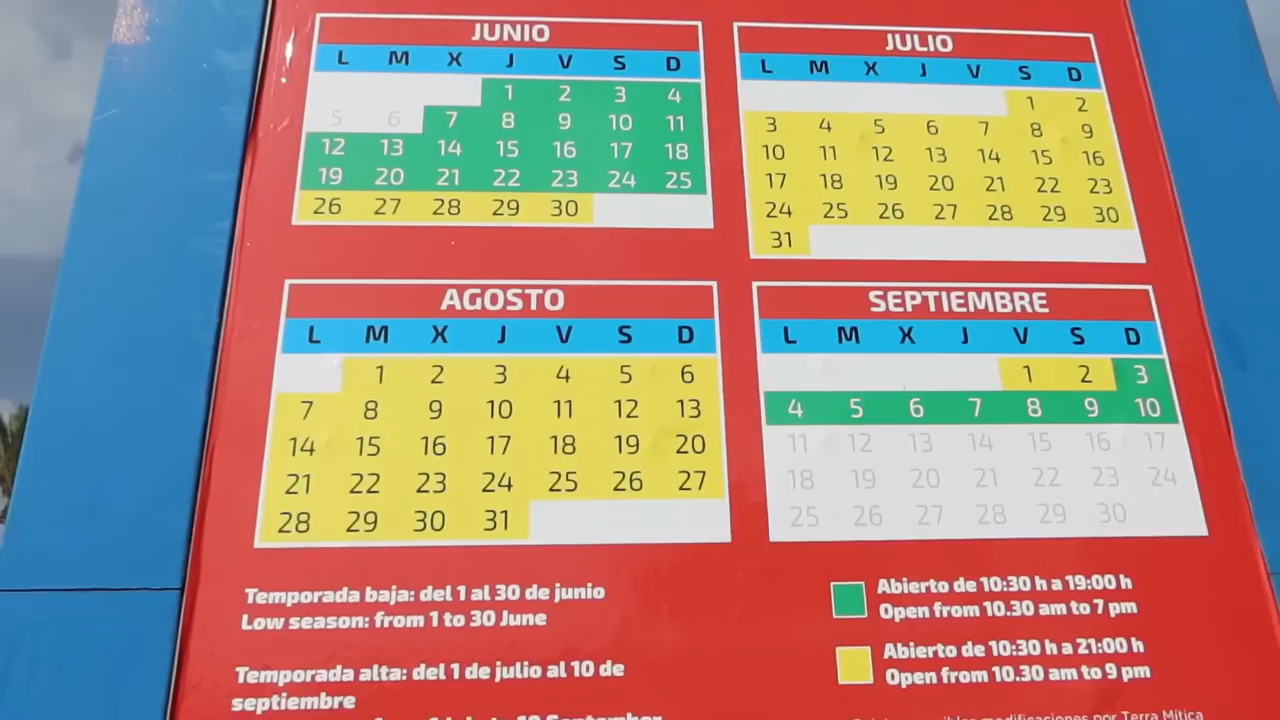 JUNIO
L M X J V S D
1 2 3 4
5 6 7 8 9 10 11
12 13 14 15 16 17 18
19 20 21 22 23 24 25
26 27 28 29 30
JULIO
L M X J V S D
1 2
3 4 5 6 7 8 9
10 11 12 13 14 15 16
17 18 19 20 21 22 23
24 25 26 27 28 29 30
31
AGOSTO
L M X J V S D
1 2 3 4 5 6
7 8 9 10 11 12 13
14 15 16 17 18 19 20
21 22 23 24 25 26 27
28 29 30 31
SEPTIEMBRE
L M X J V S D
1 2 3
4 5 6 7 8 9 10
11 12 13 14 15 16 17
18 19 20 21 22 23 24
25 26 27 28 29 30
Temporada baja: del 1 al 30 de junio
Low season: from 1 to 30 June
Temporada alta: del 1 de julio al 10 de
septiembre
Abierto de 10:30 h a 19:00 h
Open from 10.30 am to 7 pm
Abierto de 10:30 h a 21:00 h
Open from 10.30 am to 9 pm
modificaciones por Terra Mítica